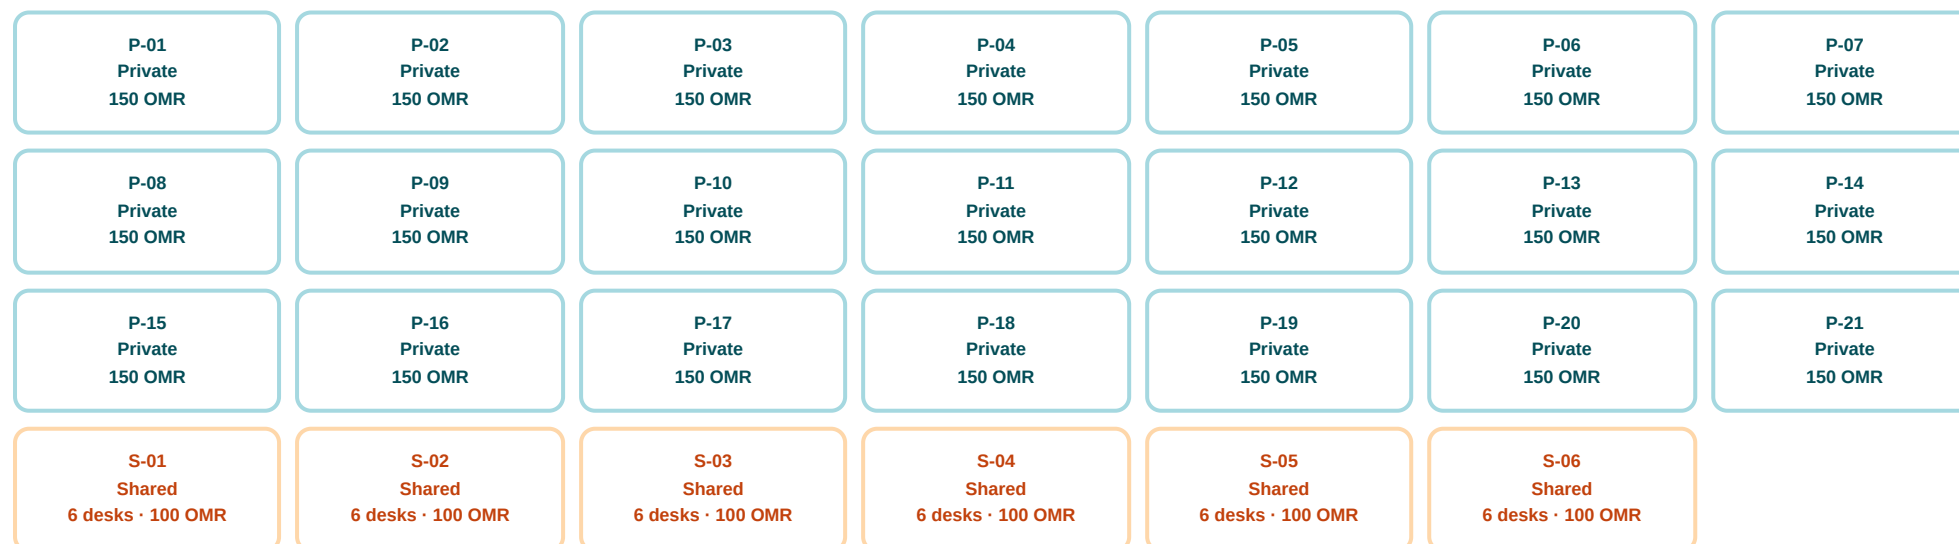 P-01
Private
150 OMR
P-02
Private
150 OMR
P-03
Private
150 OMR
P-04
Private
150 OMR
P-05
Private
150 OMR
P-06
Private
150 OMR
P-07
Private
150 OMR
P-08
Private
150 OMR
P-09
Private
150 OMR
P-10
Private
150 OMR
P-11
Private
150 OMR
P-12
Private
150 OMR
P-13
Private
150 OMR
P-14
Private
150 OMR
P-15
Private
150 OMR
P-16
Private
150 OMR
P-17
Private
150 OMR
P-18
Private
150 OMR
P-19
Private
150 OMR
P-20
Private
150 OMR
P-21
Private
150 OMR
S-01
Shared
6 desks · 100 OMR
S-02
Shared
6 desks · 100 OMR
S-03
Shared
6 desks · 100 OMR
S-04
Shared
6 desks · 100 OMR
S-05
Shared
6 desks · 100 OMR
S-06
Shared
6 desks · 100 OMR